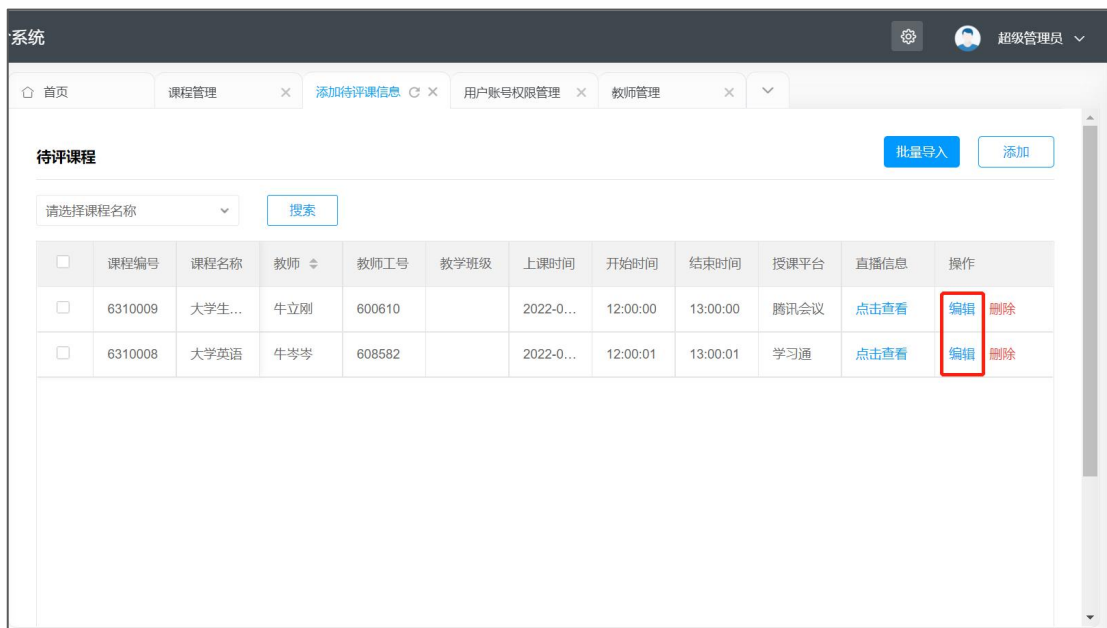 系统 超级管理员
首页 课程管理 添加待评课信息 用户账号权限管理 教师管理
待评课程 批量导入 添加
请选择课程名称 搜索
课程编号 课程名称 教师 教师工号 教学班级 上课时间 开始时间 结束时间 授课平台 直播信息 操作
6310009 大学生... 牛立刚 600610 2022-0... 12:00:00 13:00:00 腾讯会议 点击查看 编辑 删除
6310008 大学英语 牛岑岑 608582 2022-0... 12:00:01 13:00:01 学习通 点击查看 编辑 删除